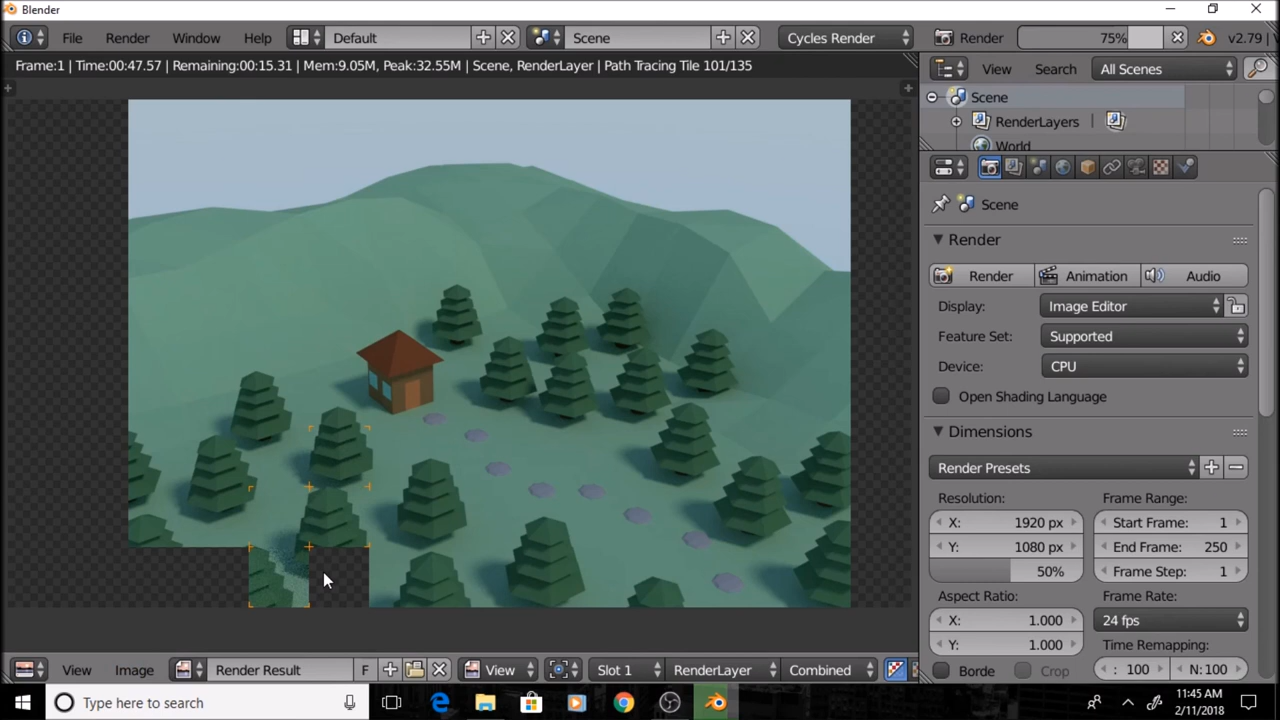 Blender
File Render Window Help Default Scene Cycles Render Render 75% v2.79
Frame:1 | Time:00:47.57 | Remaining:00:15.31 | Mem:9.05M, Peak:32.55M | Scene, RenderLayer | Path Tracing Tile 101/135
View Search All Scenes
Scene
RenderLayers
World
Scene
Render
Render Animation Audio
Display: Image Editor
Feature Set: Supported
Device: CPU
Open Shading Language
Dimensions
Render Presets
Resolution: Frame Range:
X: 1920 px Start Frame: 1
Y: 1080 px End Frame: 250
50% Frame Step: 1
Aspect Ratio: Frame Rate:
X: 1.000 24 fps
Y: 1.000 Time Remapping:
Borde Crop : 100 N:100
View Image Render Result F View Slot 1 RenderLayer Combined
Type here to search
11:45 AM
2/11/2018